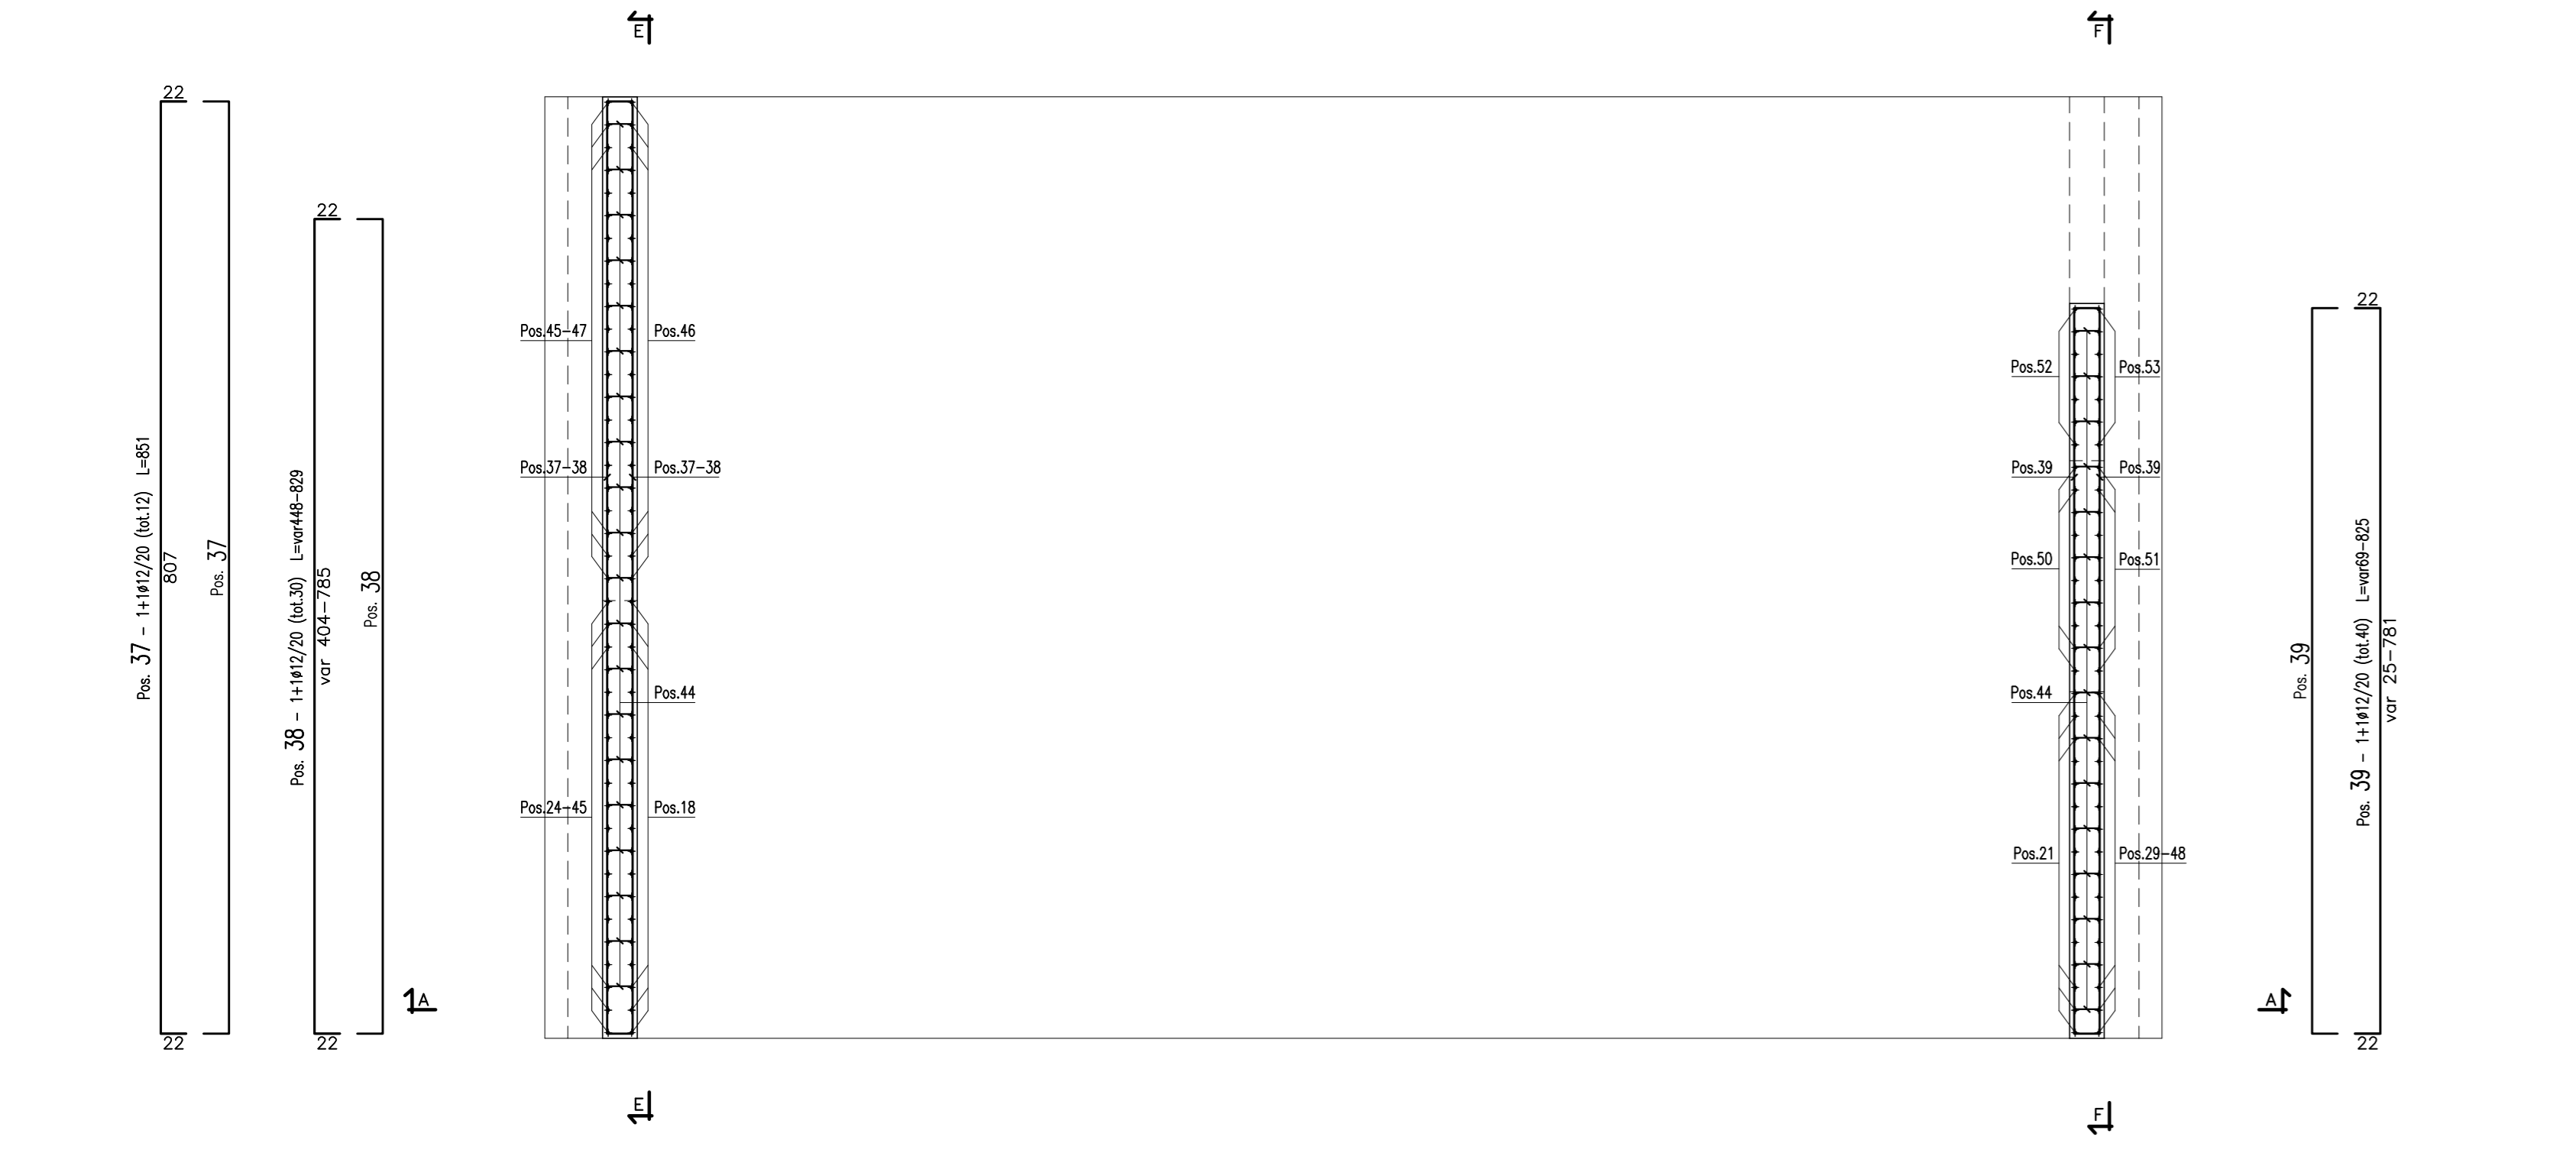 E
F
22
Pos. 37 - 1+1ø12/20 (tot.12) L=851
807
Pos. 37
22
22
Pos. 38 - 1+1ø12/20 (tot.30) L=var448-829
var 404-785
Pos. 38
22
A
Pos.45-47
Pos.46
Pos.37-38
Pos.37-38
Pos.44
Pos.24-45
Pos.18
Pos.52
Pos.53
Pos.39
Pos.39
Pos.50
Pos.51
Pos.44
Pos.21
Pos.29-48
A
22
Pos. 39
Pos. 39 - 1+1ø12/20 (tot.40) L=var69-825
var 25-781
22
E
F